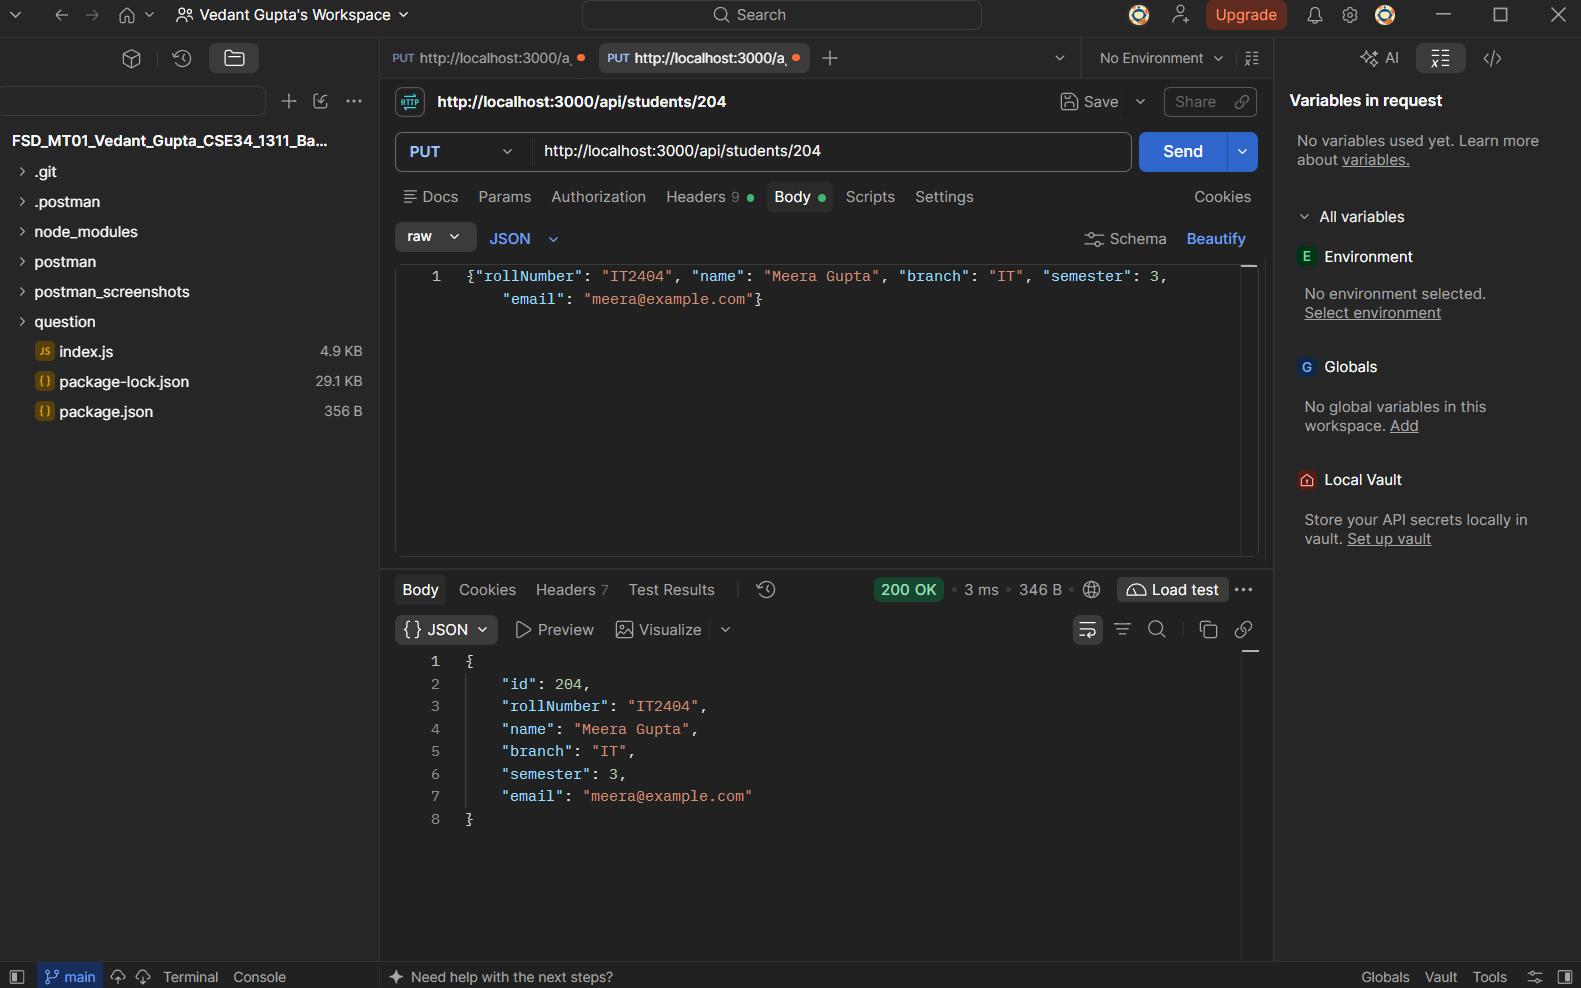 Vedant Gupta's Workspace
Search
Upgrade
PUT http://localhost:3000/a
PUT http://localhost:3000/a
No Environment
AI
HTTP http://localhost:3000/api/students/204
Save
Share
PUT http://localhost:3000/api/students/204
Send
Docs Params Authorization Headers 9 Body Scripts Settings Cookies
raw JSON Schema Beautify
1 {"rollNumber": "IT2404", "name": "Meera Gupta", "branch": "IT", "semester": 3,
"email": "meera@example.com"}
FSD_MT01_Vedant_Gupta_CSE34_1311_Ba...
.git
.postman
node_modules
postman
postman_screenshots
question
JS index.js 4.9 KB
{} package-lock.json 29.1 KB
{} package.json 356 B
Body Cookies Headers 7 Test Results
200 OK • 3 ms • 346 B • Load test
{} JSON Preview Visualize
1 {
2 "id": 204,
3 "rollNumber": "IT2404",
4 "name": "Meera Gupta",
5 "branch": "IT",
6 "semester": 3,
7 "email": "meera@example.com"
8 }
Variables in request
No variables used yet. Learn more
about variables.
All variables
E Environment
No environment selected.
Select environment
G Globals
No global variables in this
workspace. Add
Local Vault
Store your API secrets locally in
vault. Set up vault
main Terminal Console
Need help with the next steps?
Globals Vault Tools